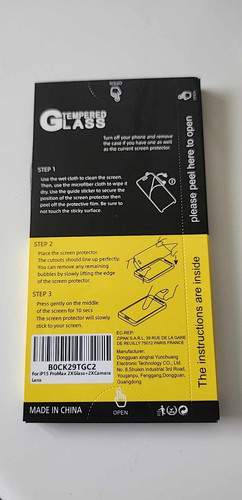 TEMPERED
GLASS
Turn off your phone and remove
the case if you have one as well
as the current screen protector.
please peel here to open
STEP 1
Use the wet cloth to clean the screen.
Then, use the microfiber cloth to wipe it
dry. Use the guide sticker to secure the
position of the screen protector then
peel off the protective film. Be sure to
not touch the sticky surface.
STEP 2
Place the screen protector.
The cutouts should line up perfectly.
You can remove any remaining
bubbles by slowly lifting the edge
of the screen protector.
STEP 3
Press gently on the middle
of the screen for 10 secs
The screen protector will slowly
stick to your screen.
The instructions are inside
EC-REP:
ZIPAN S.A.R.L, 39 RUE DE LA GARE
DE REUILLY 75012 PARIS FRANCE
Manufacturer:
Dongguan xinghai Yunchuang
Electronic Technology CO., Ltd
No. 8,Shuixin Industrial 3rd Road,
Youganpu, Fenggang,Dongguan,
Guangdong
B0CK29TGC2
For iP15 ProMax 2XGlass+2XCamera
Lens
MADE IN CHINA
OPEN